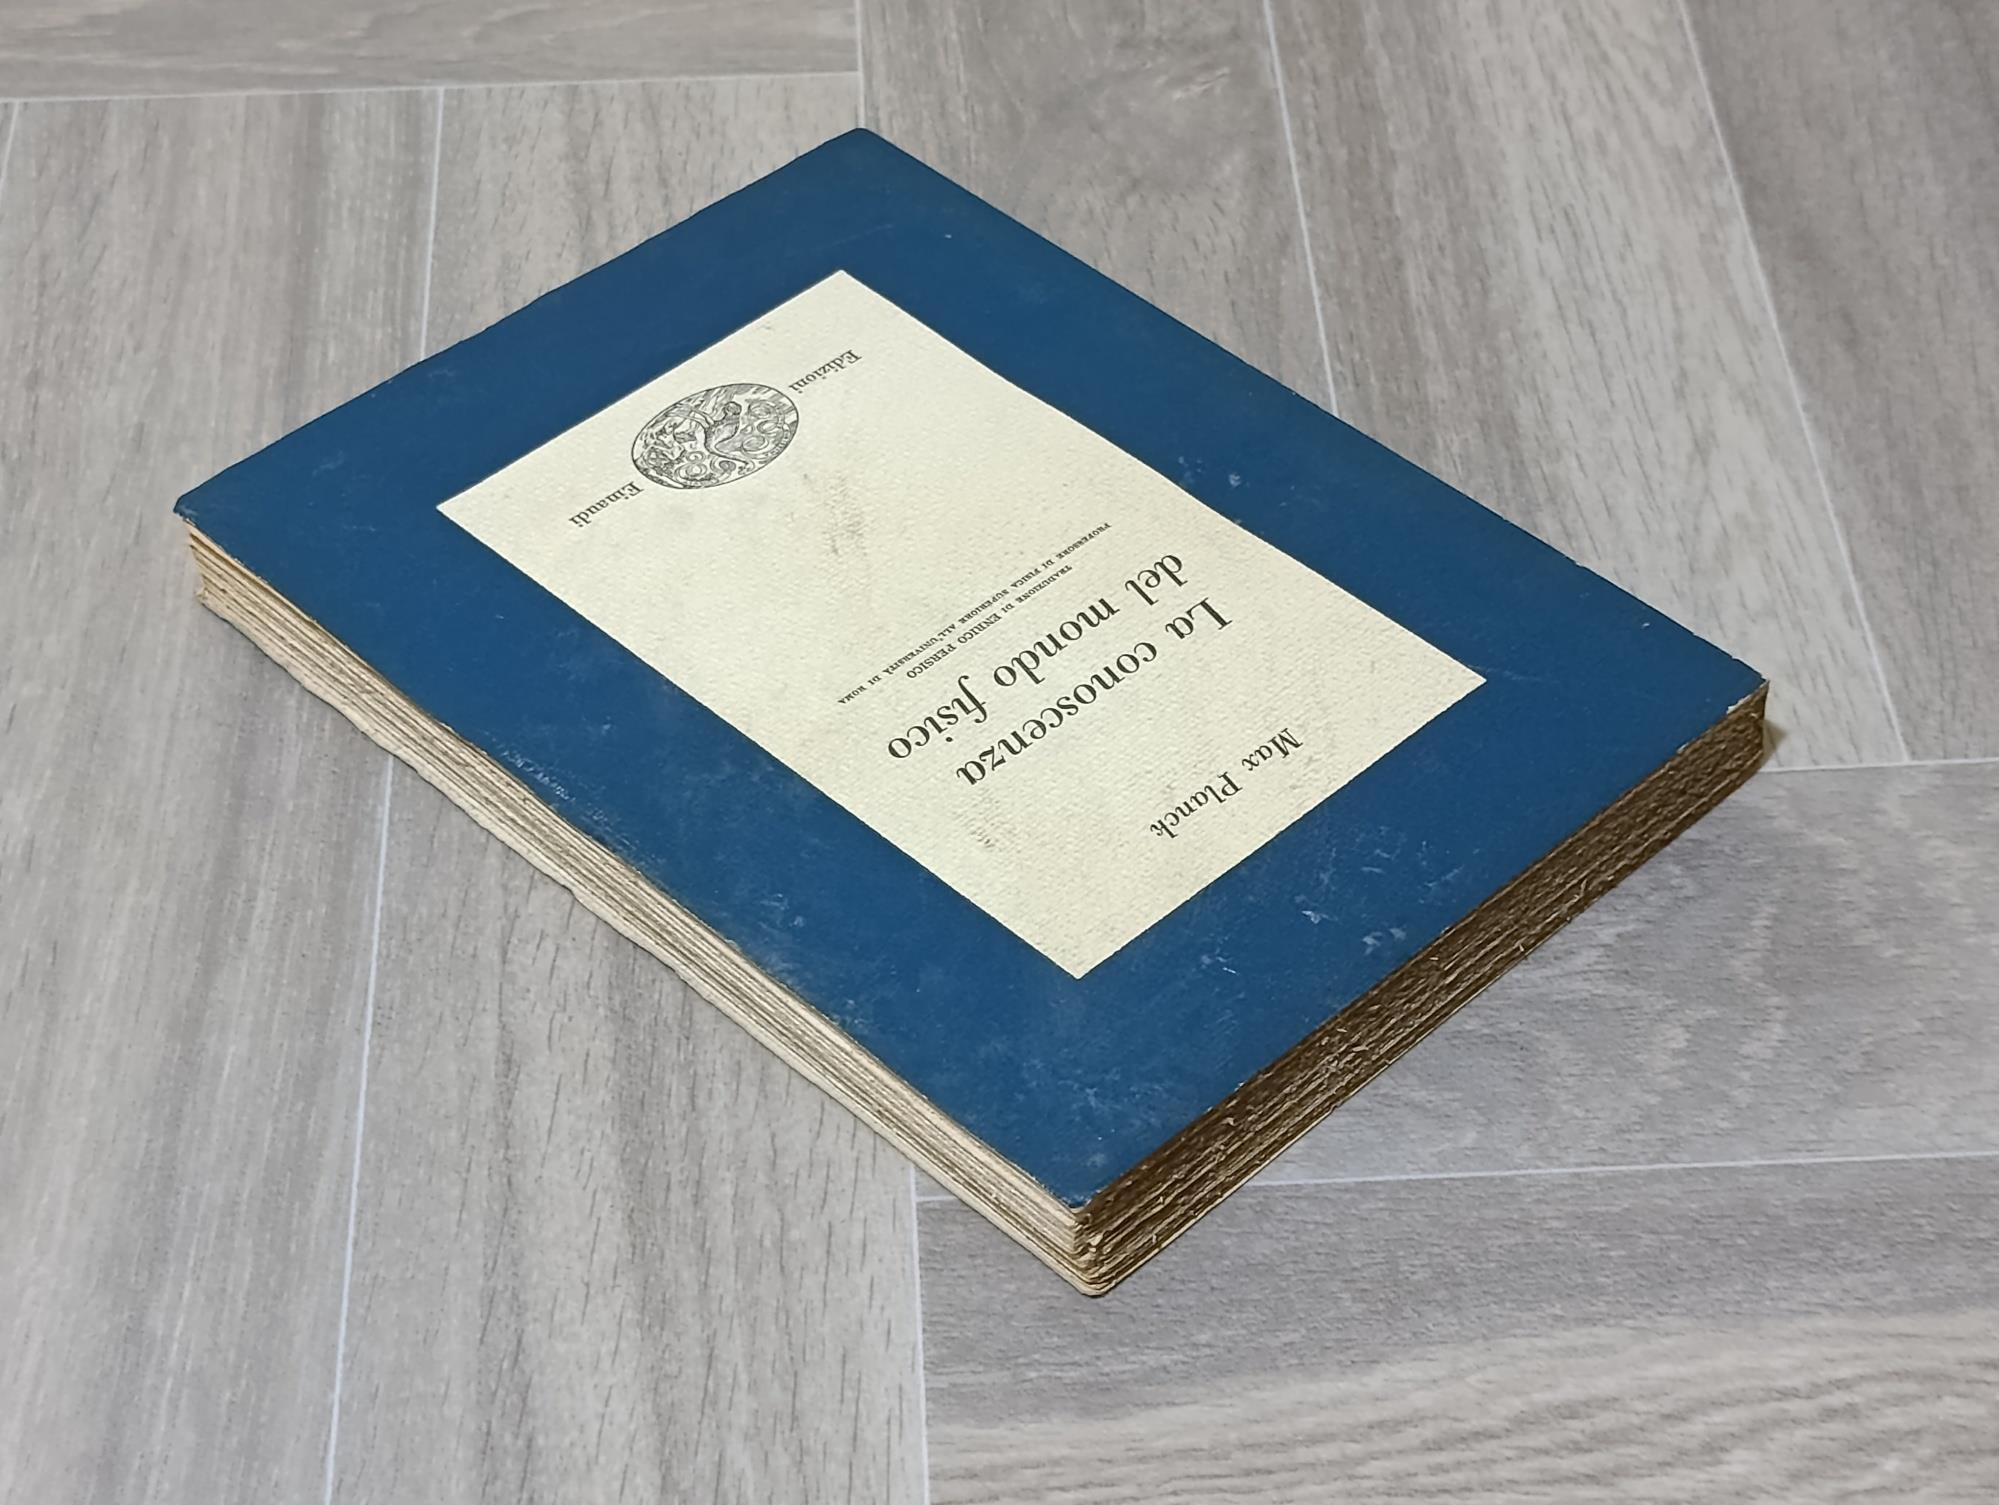 Max Planck
La conoscenza
del mondo fisico
TRADUZIONE DI ENRICO PERSICO
PROFESSORE DI FISICA SUPERIORE ALL'UNIVERSITÀ DI ROMA
Edizioni Einaudi